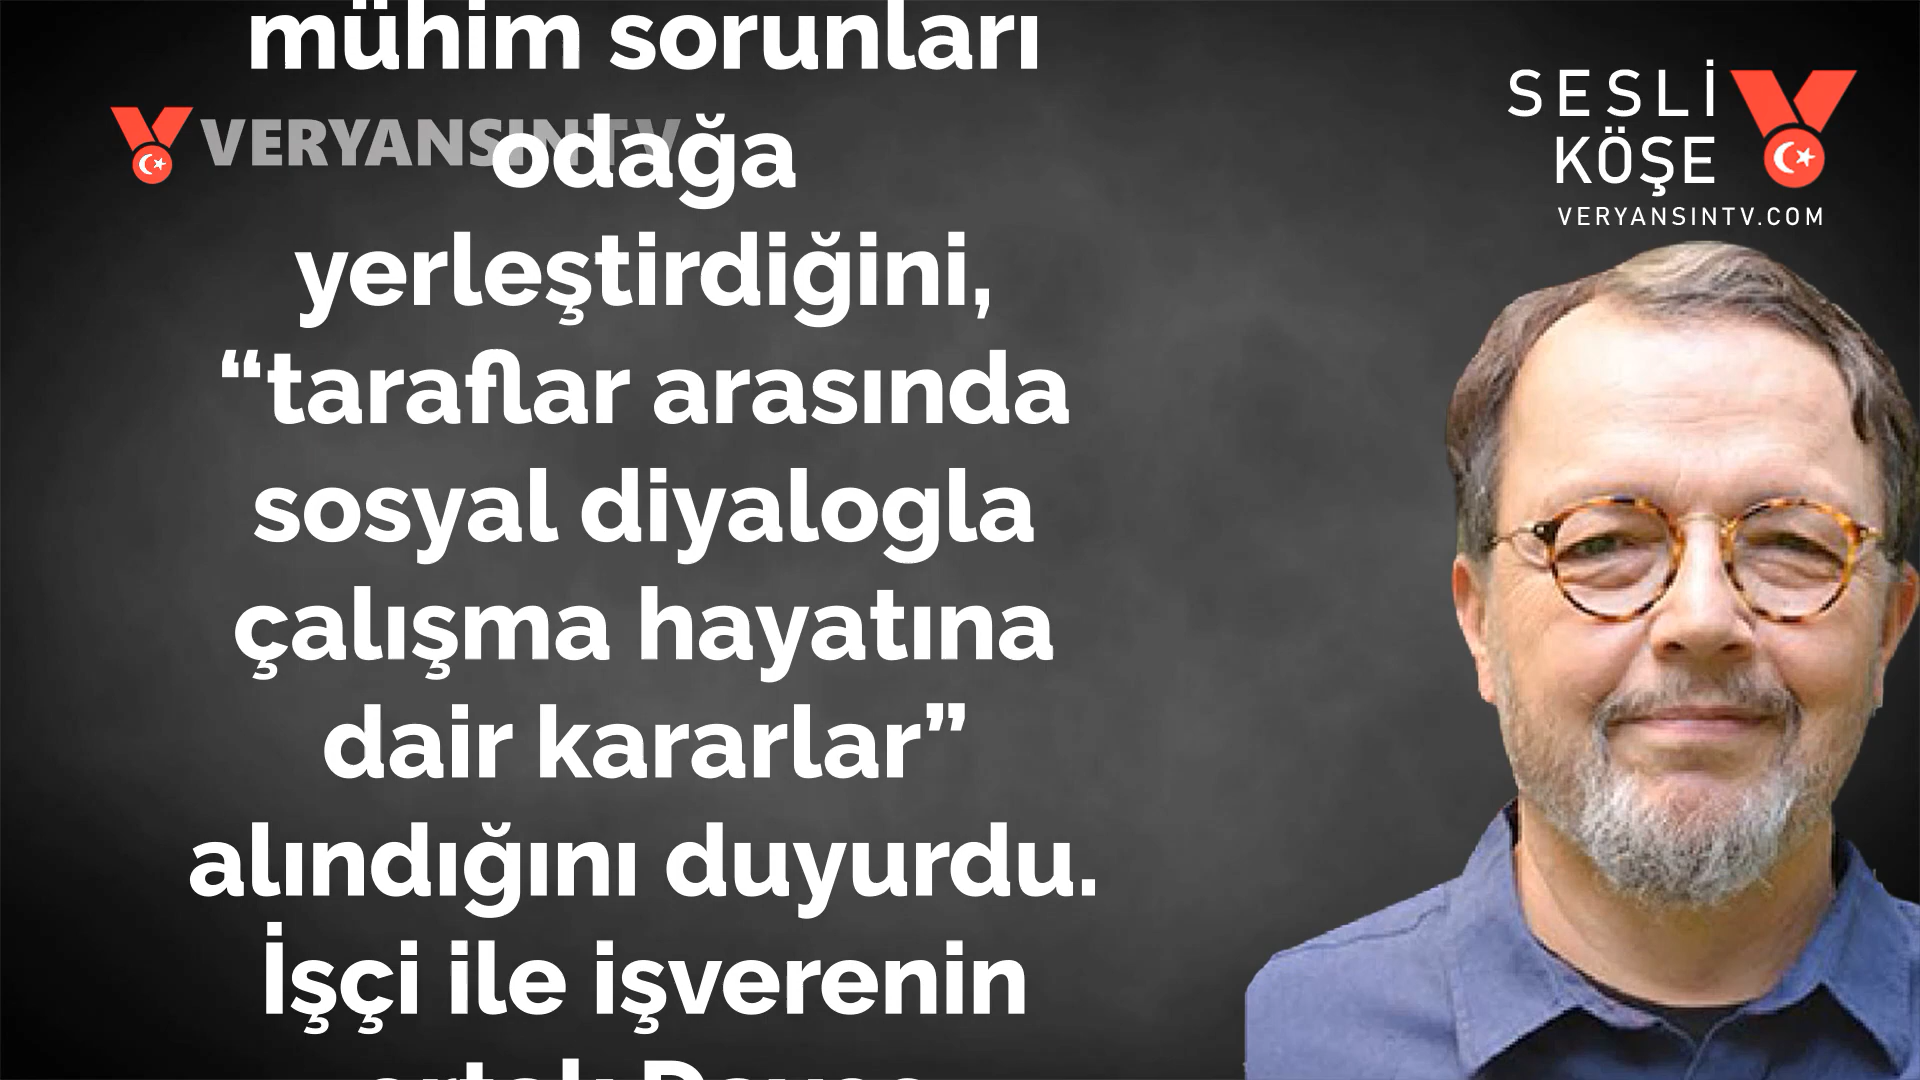 mühim sorunları
VERYANSINTV
odağa
yerleştirdiğini,
“taraflar arasında
sosyal diyalogla
çalışma hayatına
dair kararlar”
alındığını duyurdu.
İşçi ile işverenin
SESLİ
KÖŞE
VERYANSINTV.COM